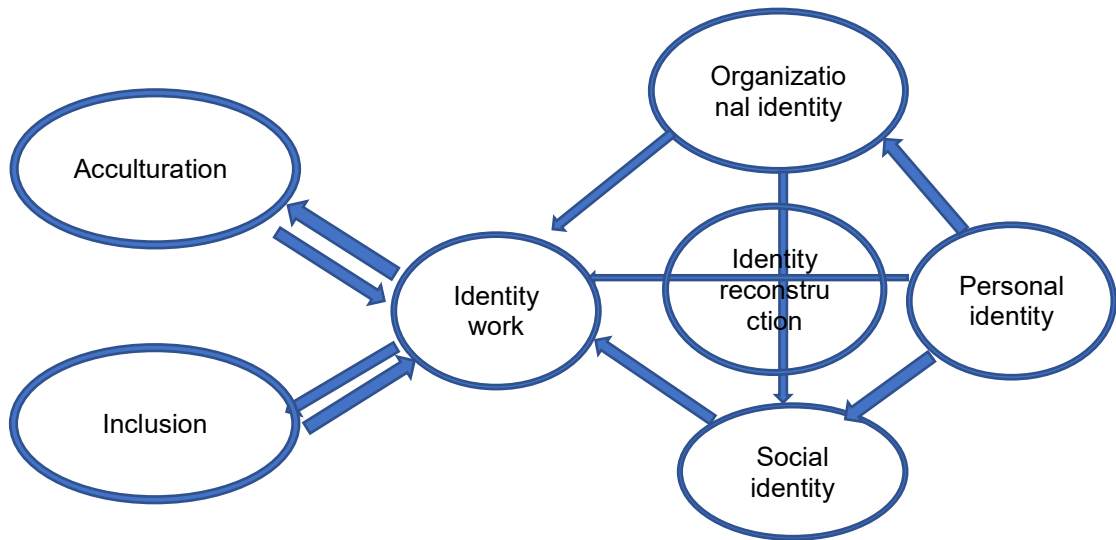 Organizatio
nal identity
Acculturation
Identity
reconstru
ction
Identity
work
Personal
identity
Inclusion
Social
identity